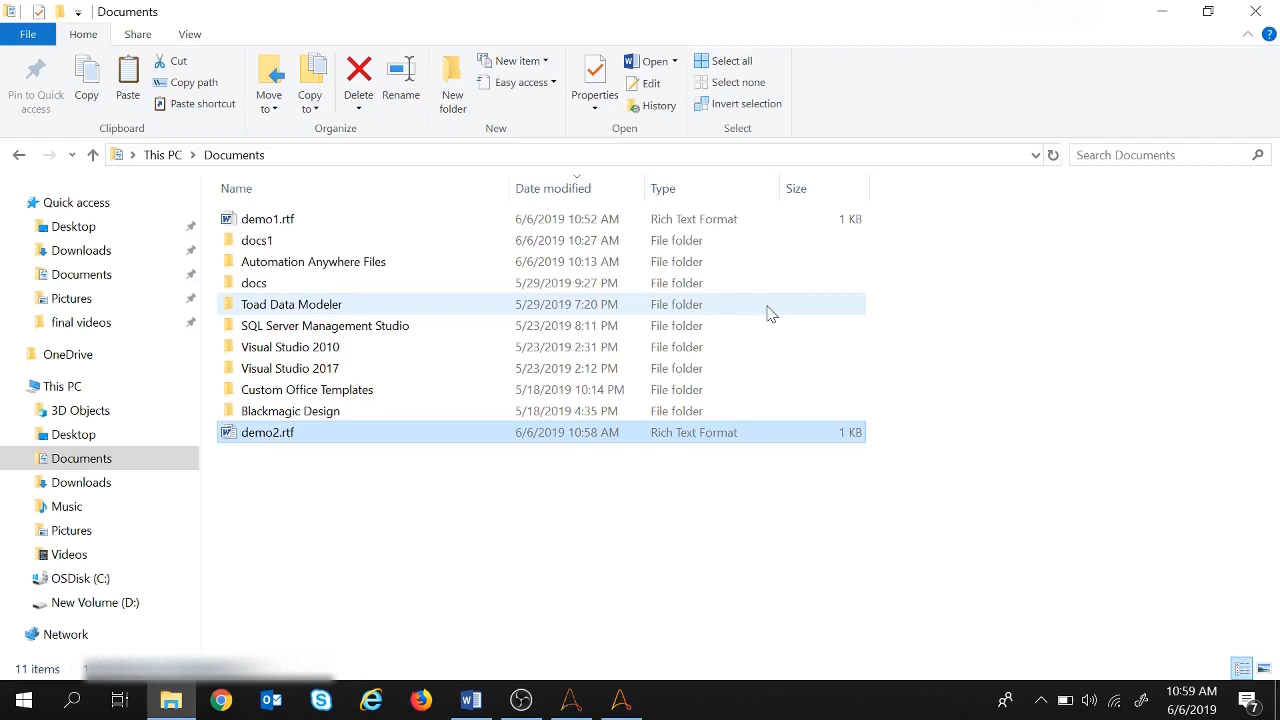 Documents
File Home Share View
Pin to Quick access
Copy
Paste
Cut
Copy path
Paste shortcut
Clipboard
Move to
Copy to
Delete
Rename
Organize
New folder
New item
Easy access
New
Properties
Open
Edit
History
Open
Select all
Select none
Invert selection
Select
This PC Documents
Search Documents
Quick access
Desktop
Downloads
Documents
Pictures
final videos
OneDrive
This PC
3D Objects
Desktop
Documents
Downloads
Music
Pictures
Videos
OSDisk (C:)
New Volume (D:)
Network
Name Date modified Type Size
demo1.rtf 6/6/2019 10:52 AM Rich Text Format 1 KB
docs1 6/6/2019 10:27 AM File folder
Automation Anywhere Files 6/6/2019 10:13 AM File folder
docs 5/29/2019 9:27 PM File folder
Toad Data Modeler 5/29/2019 7:20 PM File folder
SQL Server Management Studio 5/23/2019 8:11 PM File folder
Visual Studio 2010 5/23/2019 2:31 PM File folder
Visual Studio 2017 5/23/2019 2:12 PM File folder
Custom Office Templates 5/18/2019 10:14 PM File folder
Blackmagic Design 5/18/2019 4:35 PM File folder
demo2.rtf 6/6/2019 10:58 AM Rich Text Format 1 KB
11 items
10:59 AM
6/6/2019
7